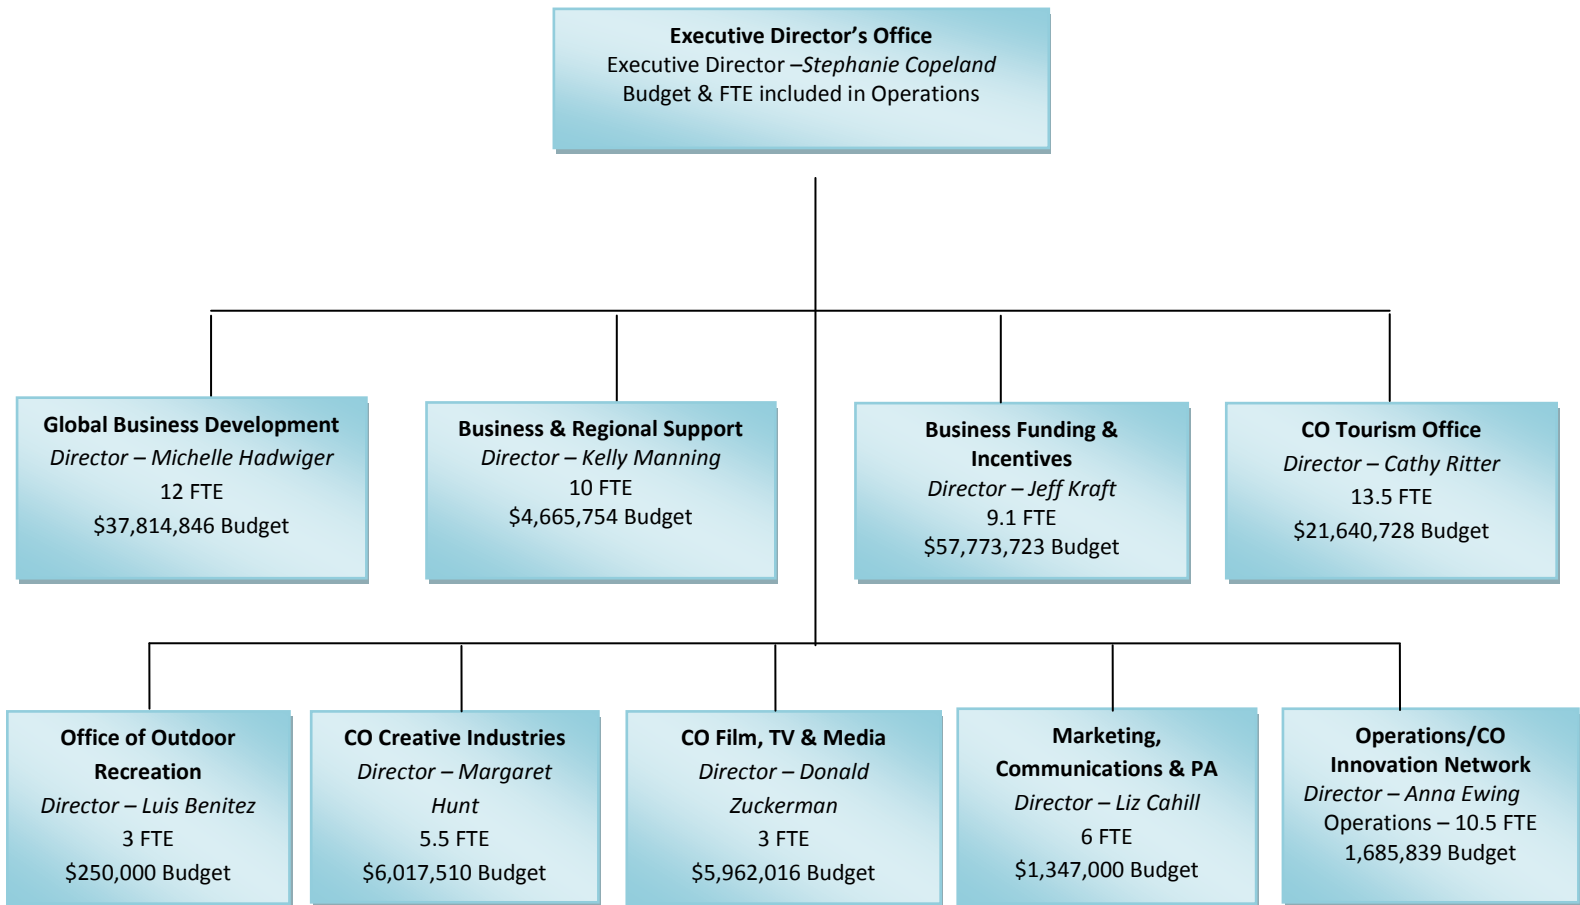 Executive Director’s Office
Executive Director –Stephanie Copeland
Budget & FTE included in Operations
Global Business Development
Director – Michelle Hadwiger
12 FTE
$37,814,846 Budget
Business & Regional Support
Director – Kelly Manning
10 FTE
$4,665,754 Budget
Business Funding &
Incentives
Director – Jeff Kraft
9.1 FTE
$57,773,723 Budget
CO Tourism Office
Director – Cathy Ritter
13.5 FTE
$21,640,728 Budget
Office of Outdoor
Recreation
Director – Luis Benitez
3 FTE
$250,000 Budget
CO Creative Industries
Director – Margaret
Hunt
5.5 FTE
$6,017,510 Budget
CO Film, TV & Media
Director – Donald
Zuckerman
3 FTE
$5,962,016 Budget
Marketing,
Communications & PA
Director – Liz Cahill
6 FTE
$1,347,000 Budget
Operations/CO
Innovation Network
Director – Anna Ewing
Operations – 10.5 FTE
1,685,839 Budget